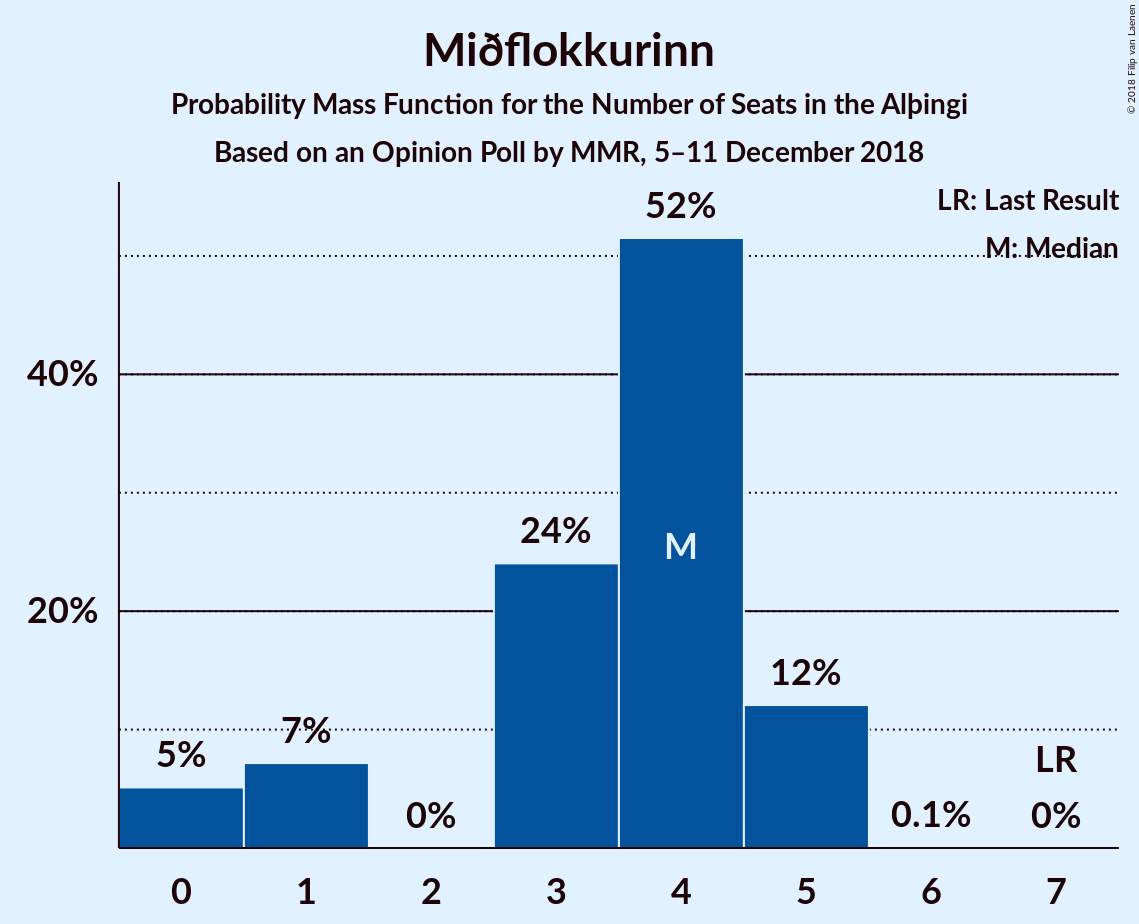 Miðflokkurinn
Probability Mass Function for the Number of Seats in the Alþingi
Based on an Opinion Poll by MMR, 5–11 December 2018
© 2018 Filip van Laenen
LR: Last Result
M: Median
52%
40%
24%
M
20%
12%
7%
5%
LR
0%
0.1%
0%
0 1 2 3 4 5 6 7